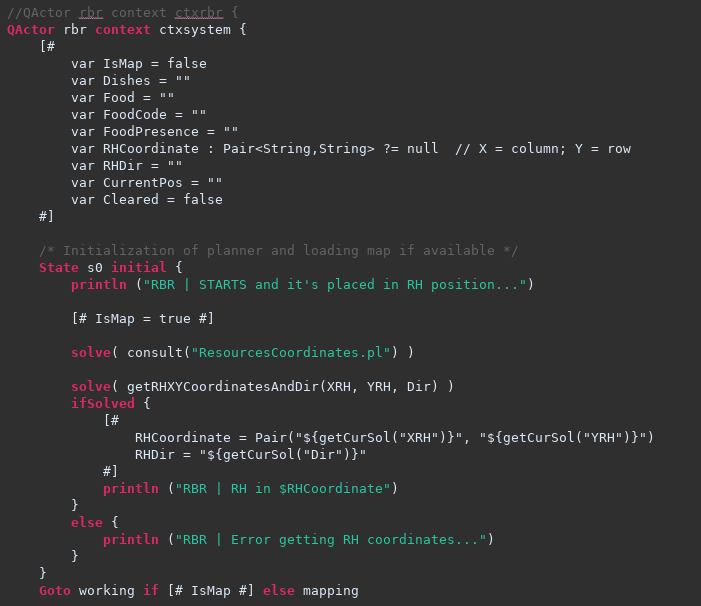 //QActor rbr context ctxrbr {
QActor rbr context ctxsystem {
    [#
        var IsMap = false
        var Dishes = ""
        var Food = ""
        var FoodCode = ""
        var FoodPresence = ""
        var RHCoordinate : Pair<String,String> ?= null  // X = column; Y = row
        var RHDir = ""
        var CurrentPos = ""
        var Cleared = false
    #]

    /* Initialization of planner and loading map if available */
    State s0 initial {
        println ("RBR | STARTS and it's placed in RH position...")

        [# IsMap = true #]

        solve( consult("ResourcesCoordinates.pl") )

        solve( getRHXYCoordinatesAndDir(XRH, YRH, Dir) )
        ifSolved {
            [#
                RHCoordinate = Pair("${getCurSol("XRH")}", "${getCurSol("YRH")}")
                RHDir = "${getCurSol("Dir")}"
            #]
            println ("RBR | RH in $RHCoordinate")
        }
        else {
            println ("RBR | Error getting RH coordinates...")
        }
    }
    Goto working if [# IsMap #] else mapping